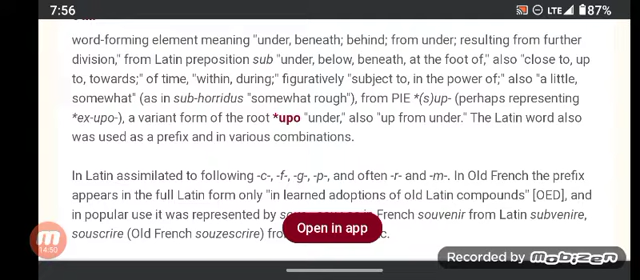 7:56 LTE 87%
word-forming element meaning "under, beneath; behind; from under; resulting from further
division," from Latin preposition sub "under, below, beneath, at the foot of," also "close to, up
to, towards;" of time, "within, during;" figuratively "subject to, in the power of;" also "a little,
somewhat" (as in sub-horridus "somewhat rough), from PIE *(s)up- (perhaps representing
*ex-upo-), a variant form of the root *upo "under," also "up from under." The Latin word also
was used as a prefix and in various combinations.
In Latin assimilated to following -c-, -f-, -g-, -p-, and often -r- and -m-. In Old French the prefix
appears in the full Latin form only "in learned adoptions of old Latin compounds" [OED], and
in popular use it was represented by French souvenir from Latin subvenire,
souscrire (Old French souzescrire) c.
Open in app
14:50
Recorded by Mobizen